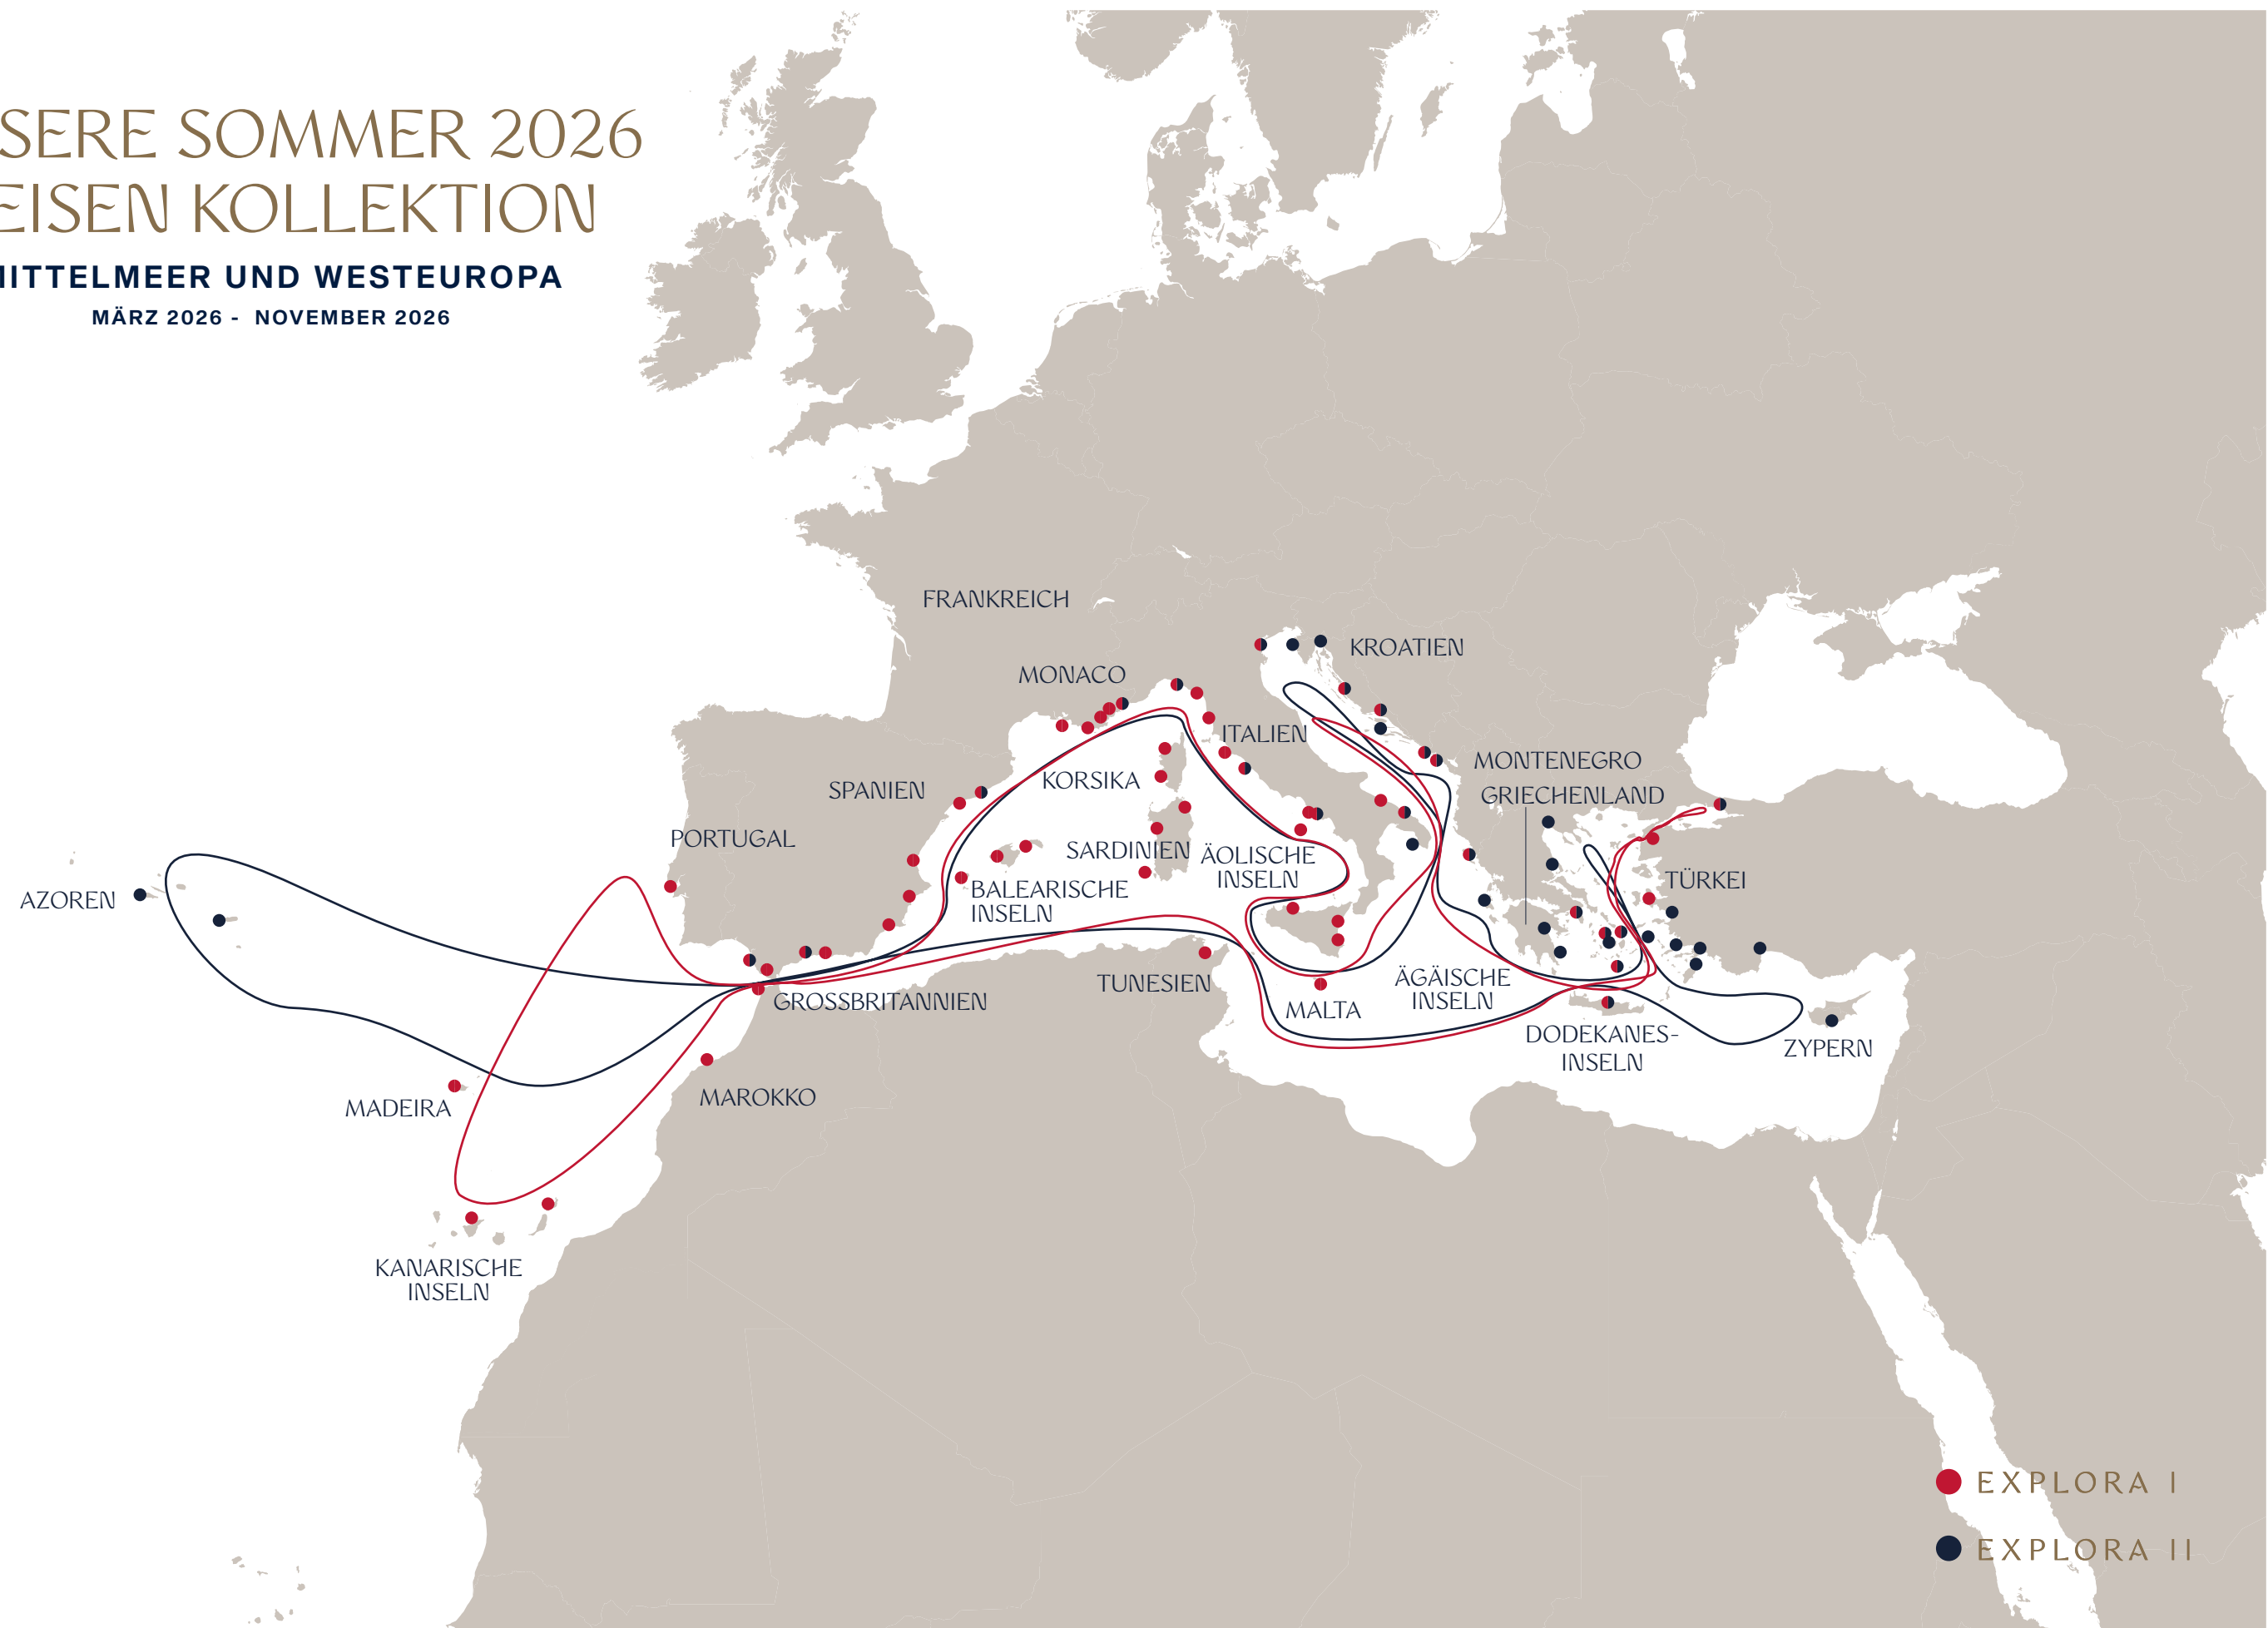 SERE SOMMER 2026
EISEN KOLLEKTION
MITTELMEER UND WESTEUROPA
MÄRZ 2026 - NOVEMBER 2026
FRANKREICH
KROATIEN
MONACO
ITALIEN
MONTENEGRO
KORSIKA
SPANIEN
GRIECHENLAND
PORTUGAL
SARDINIEN
ÄOLISCHE
INSELN
TÜRKEI
BALEARISCHE
INSELN
AZOREN
TUNESIEN
ÄGÄISCHE
INSELN
GROSSBRITANNIEN
MALTA
DODEKANES-
INSELN
ZYPERN
MAROKKO
MADEIRA
KANARISCHE
INSELN
EXPLORA I
EXPLORA II